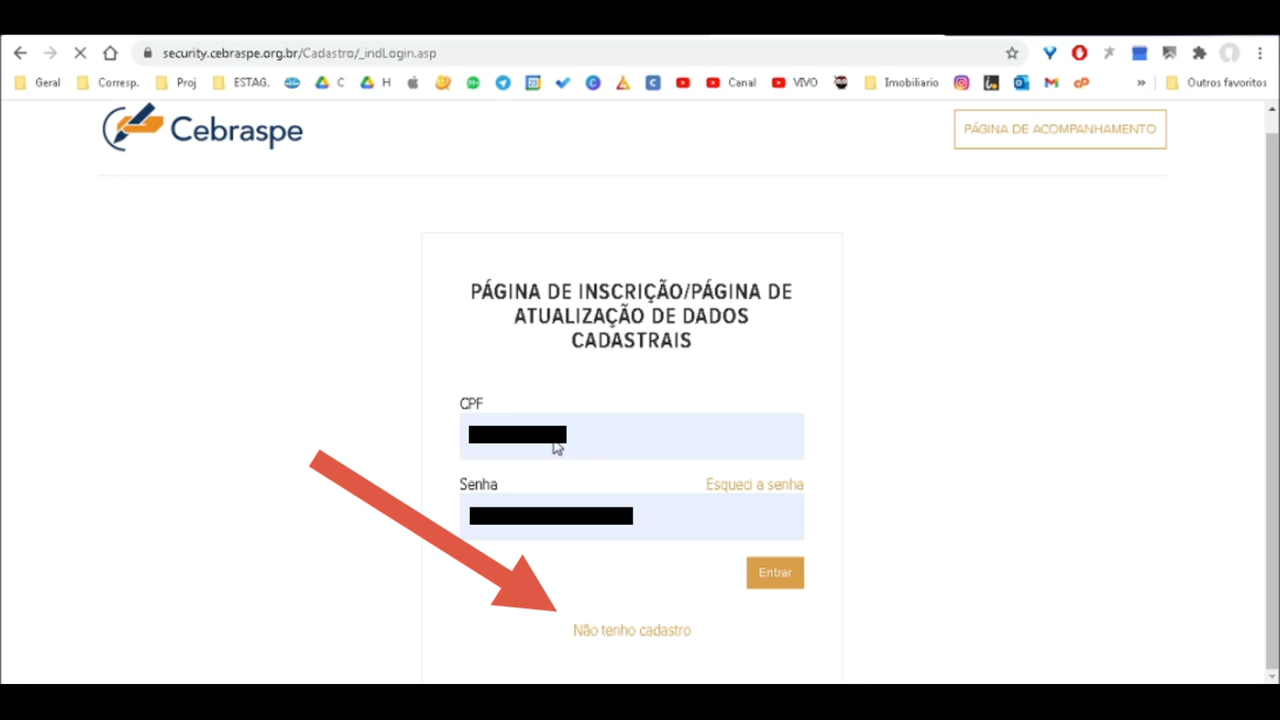 security.cebraspe.org.br/Cadastro/_indLogin.asp
Geral Corresp. Proj ESTAG. C H Canal VIVO Imobiliario Outros favoritos
Cebraspe
PÁGINA DE ACOMPANHAMENTO
PÁGINA DE INSCRIÇÃO/PÁGINA DE
ATUALIZAÇÃO DE DADOS
CADASTRAIS
CPF
Senha Esqueci a senha
Entrar
Não tenho cadastro